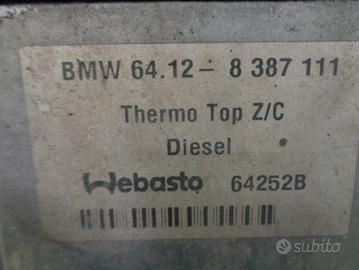 BMW 64.12 - 8 387 111
Thermo Top Z/C
Diesel
Webasto 64252B
subito